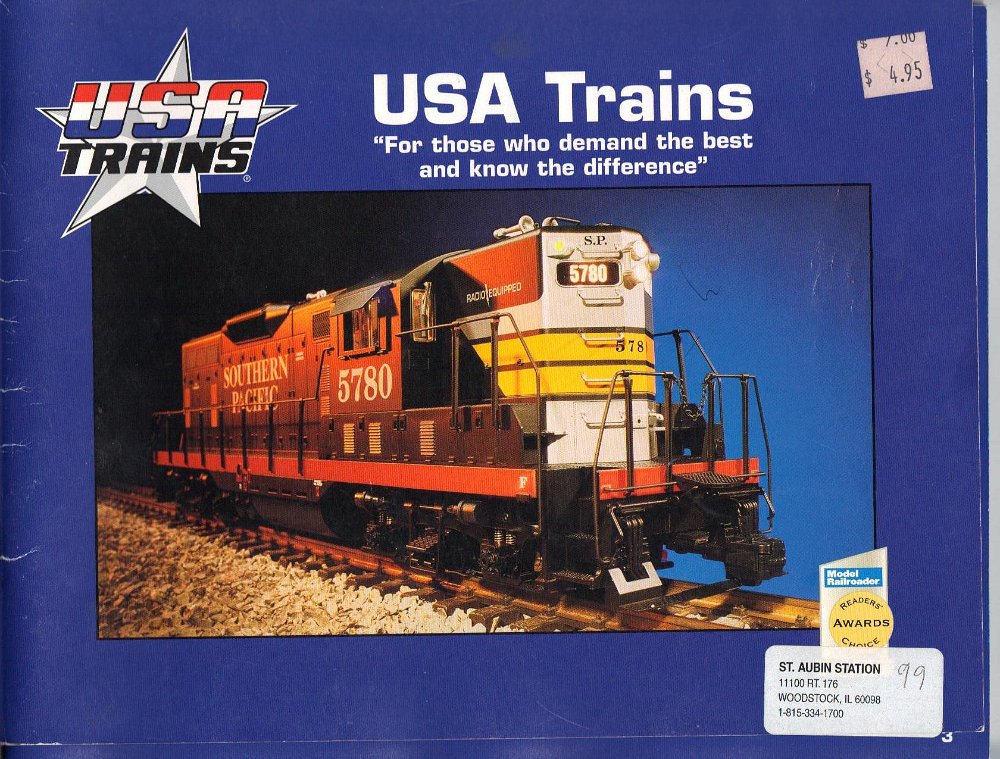 USA
TRAINS
®
USA Trains
"For those who demand the best
and know the difference"
$ 7.00
$ 4.95
S.P.
5780
RADIO EQUIPPED
578
SOUTHERN
PACIFIC
5780
F
Model
Railroader
READERS'
AWARDS
CHOICE
ST. AUBIN STATION
11100 RT. 176
WOODSTOCK, IL 60098
1-815-334-1700
99
3